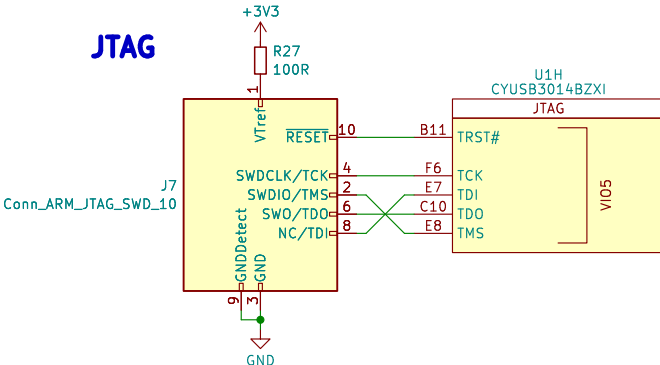 +3V3
JTAG
R27
100R
1
U1H
CYUSB3014BZXI
JTAG
VTref
RESET
10
B11
TRST#
J7
Conn_ARM_JTAG_SWD_10
SWDCLK/TCK
4
F6
TCK
SWDIO/TMS
2
E7
TDI
SWO/TDO
6
C10
TDO
NC/TDI
8
E8
TMS
VIO5
GNDDetect
GND
9
3
GND